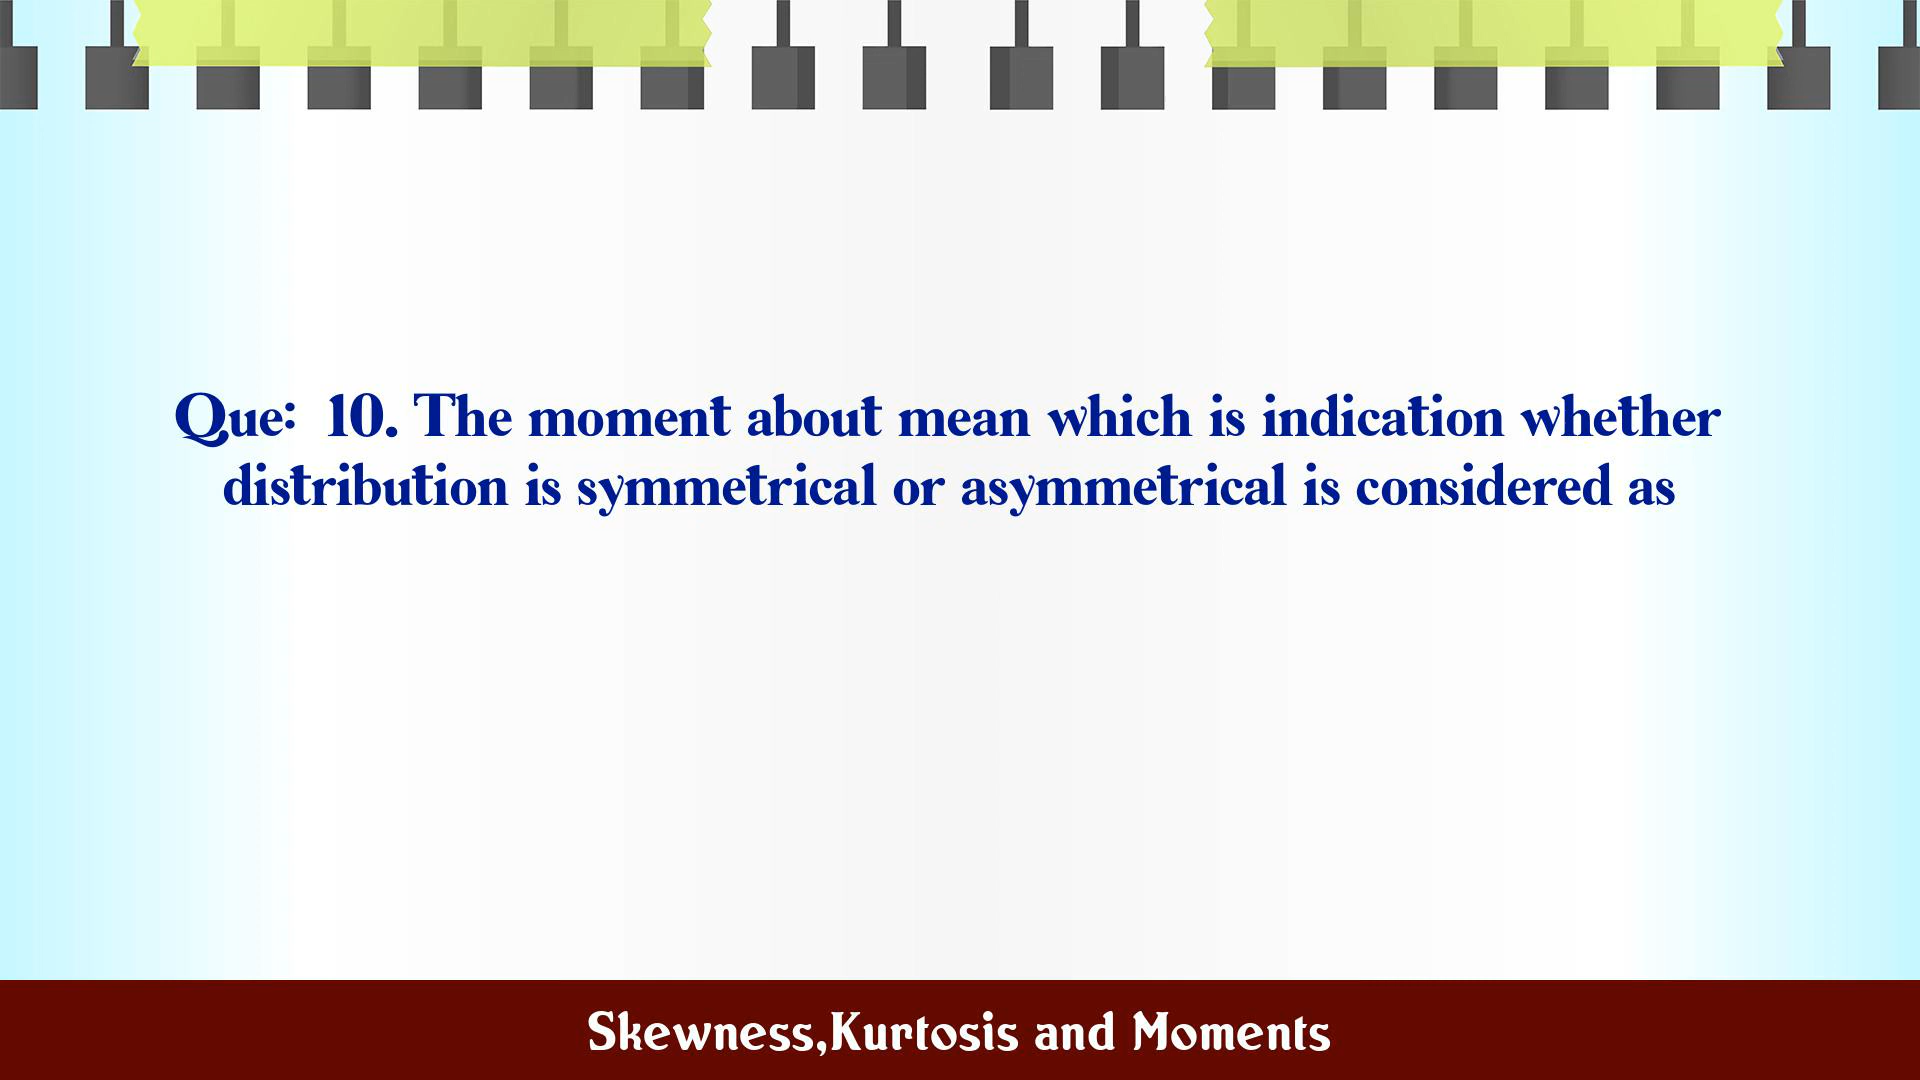 Que: 10. The moment about mean which is indication whether
distribution is symmetrical or asymmetrical is considered as
Skewness,Kurtosis and Moments